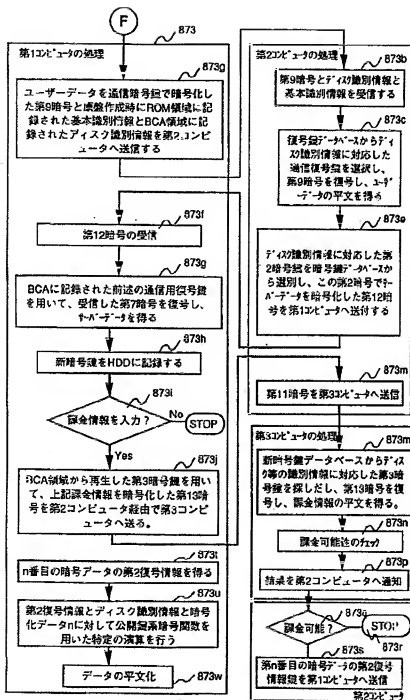 F
873
第1コンピュータの処理
873g
ユーザーデータを通信暗号鍵で暗号化し
た第9暗号と原盤作成時にROM領域に記
録された基本識別情報とBCA領域に記
録されたディスク識別情報を第2コンピ
ュータへ送信する
873f
第12暗号の受信
873g
BCAに記録された前述の通信用復号鍵
を用いて、受信した第7暗号を復号し、
サーバーデータを得る
873h
新暗号鍵をHDDに記録する
873i
課金情報を入力?
No
STOP
Yes
873j
BCA領域から再生した第3暗号鍵を用い
て、上記課金情報を暗号化した第13暗号
を第2コンピュータ経由で第3コンピュ
ータへ送る。
873t
n番目の暗号データの第2復号情報を得る
873u
第2復号情報とディスク識別情報と暗号
化データnに対して公開鍵系暗号関数
を用いた特定の演算を行う
データの平文化
873w
第2コンピュータの処理
873b
第9暗号とディスク識別情報と
基本識別情報を受信する
873c
復号鍵データベースからディ
スク識別情報に対応した
通信復号鍵を選択し、
第9暗号を復号し、ユーザ
データの平文を得る
873e
ディスク識別情報に対応した第
2暗号鍵を暗号鍵データベースか
ら選別し、この第2暗号でサー
バーデータを暗号化した第12暗
号を第1コンピュータへ送付する
873m
第11暗号を第3コンピュータへ送信
第3コンピュータの処理
873m
新暗号鍵データベースからディス
ク等の識別情報に対応した第3暗
号鍵を探しだし、第13暗号を復
号し、課金情報の平文を得る。
873n
課金可能性のチェック
873p
結果を第2コンピュータへ通知
873q
課金可能?
STOP
873r
873s
第n番目の暗号データの第2復号
情報鍵を第1コンピュータへ送信
第2コンピュータ